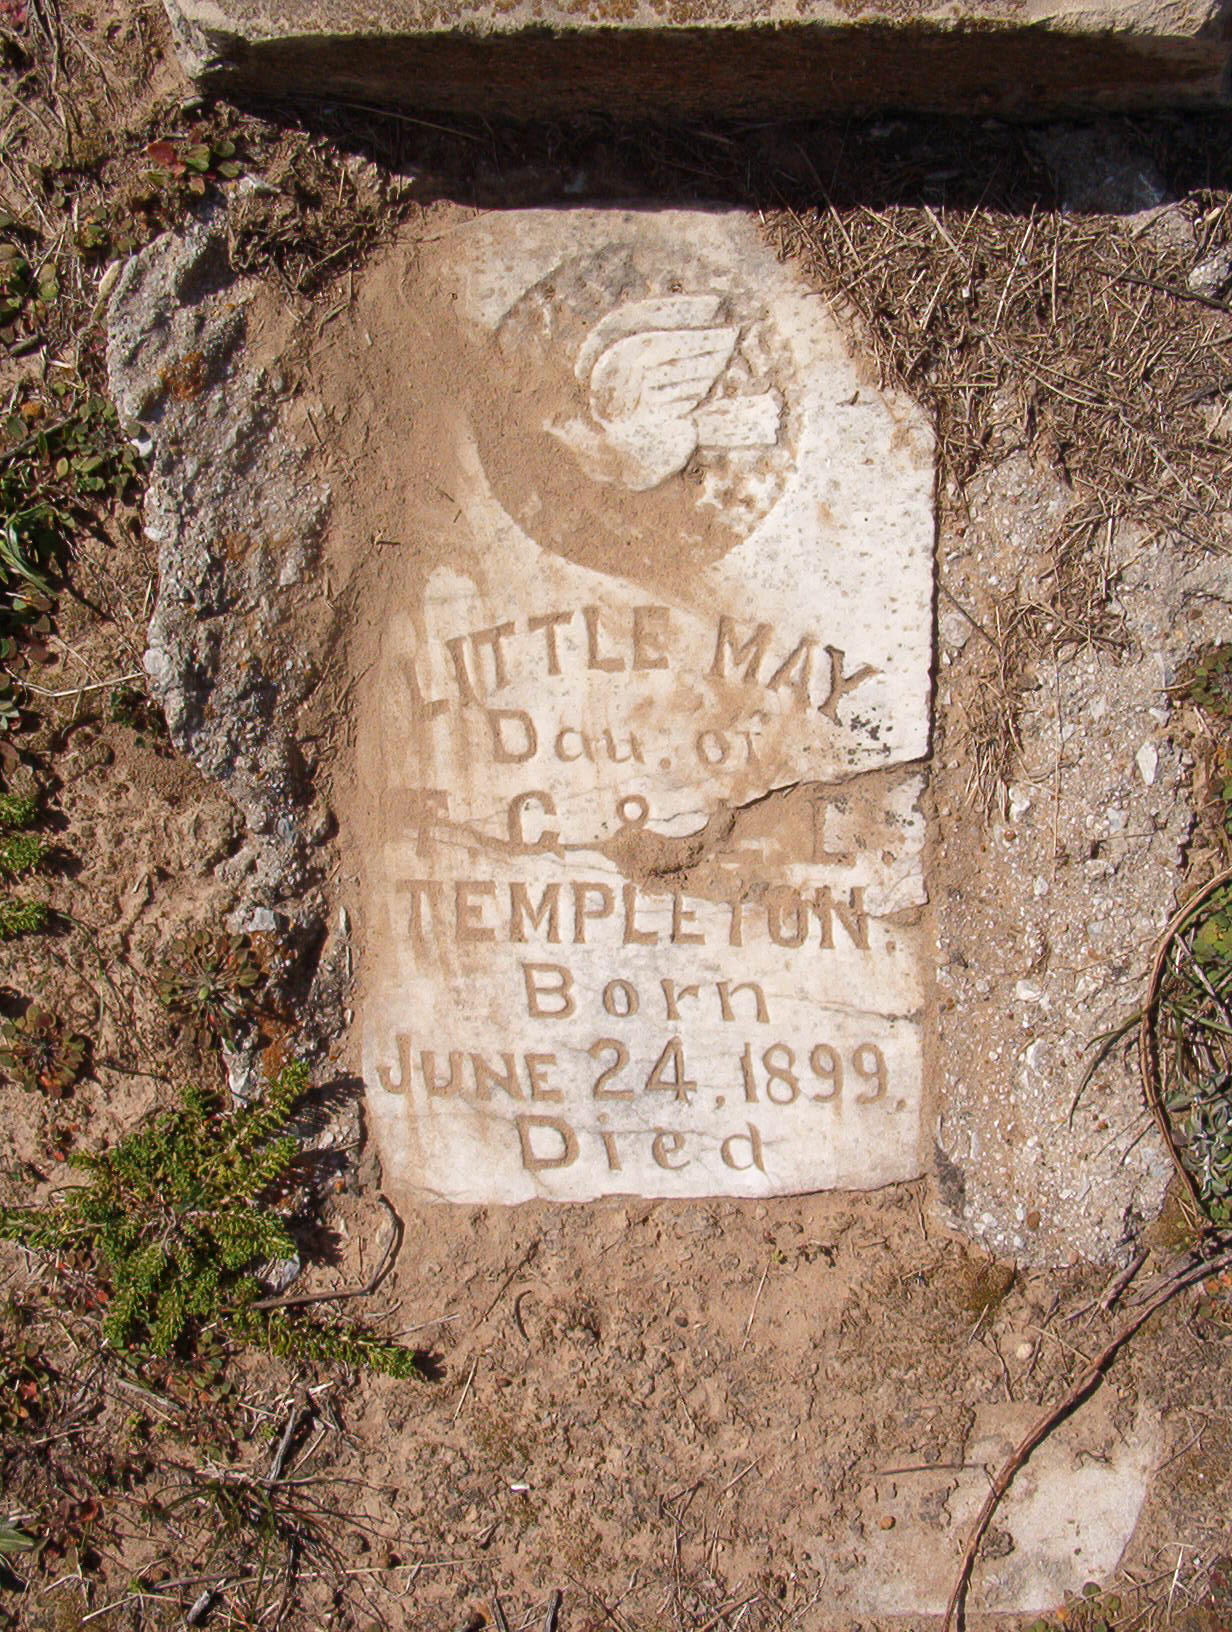 LITTLE MAY
Dau. of
C &
TEMPLETON.
Born
JUNE 24, 1899.
Died